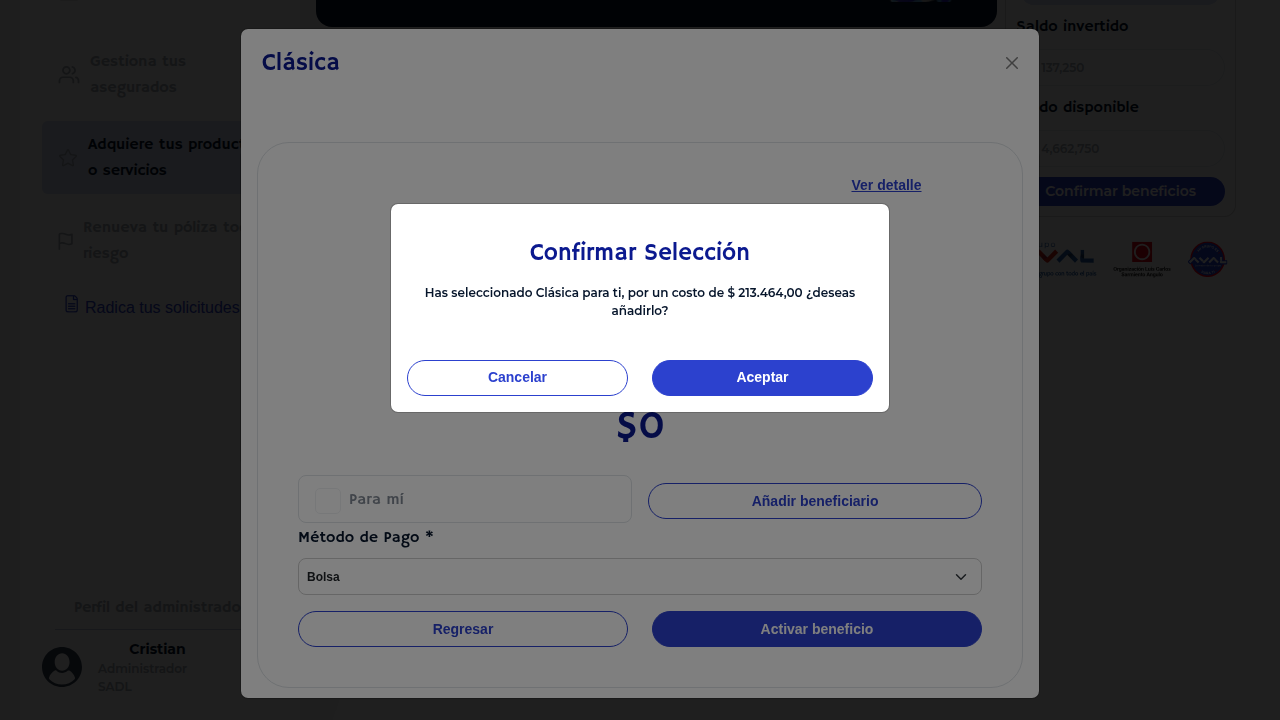 Gestiona tus
asegurados
Adquiere tus product
o servicios
Renueva tu póliza to
riesgo
Radica tus solicitudes
Perfil del administrado
Cristian
Administrador
SADL
Clásica
Ver detalle
Confirmar Selección
Has seleccionado Clásica para ti, por un costo de $ 213.464,00 ¿deseas
añadirlo?
Cancelar
Aceptar
$0
Para mí
Añadir beneficiario
Método de Pago *
Bolsa
Regresar
Activar beneficio
Saldo invertido
137,250
do disponible
4,662,750
Confirmar beneficios